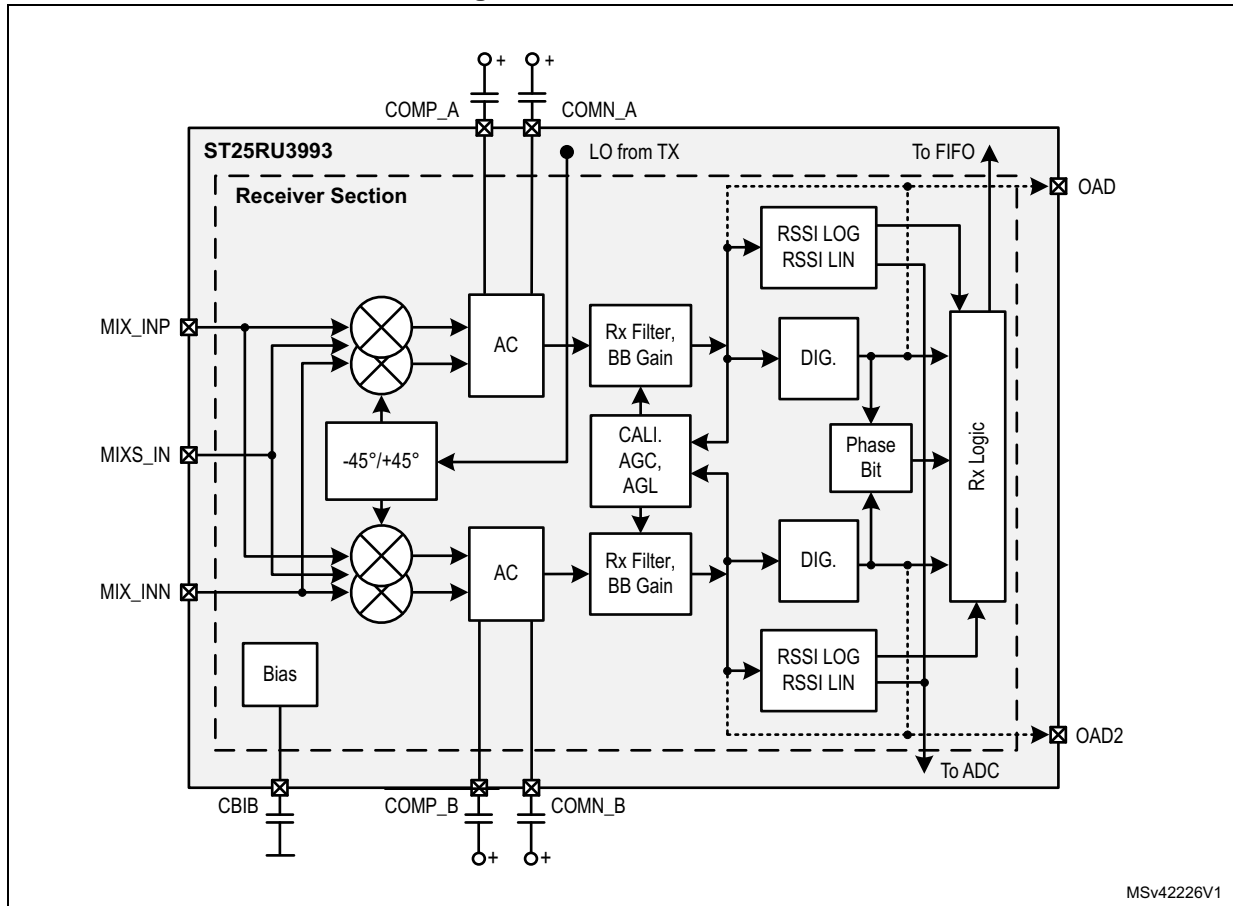 COMP_A
COMN_A
ST25RU3993
LO from TX
To FIFO
OAD
Receiver Section
RSSI LOG
RSSI LIN
MIX_INP
AC
Rx Filter,
BB Gain
DIG.
MIXS_IN
-45°/+45°
CALI.
AGC,
AGL
Phase
Bit
Rx Logic
MIX_INN
AC
Rx Filter,
BB Gain
DIG.
Bias
RSSI LOG
RSSI LIN
OAD2
To ADC
CBIB
COMP_B
COMN_B
+
+
+
+
MSv42226V1